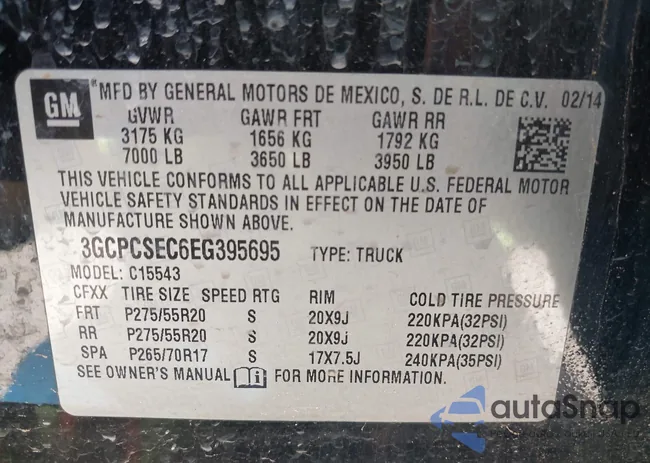 GM
*MFD BY GENERAL MOTORS DE MEXICO, S. DE R.L. DE C.V. 02/14
GVWR GAWR FRT GAWR RR
3175 KG 1656 KG 1792 KG
7000 LB 3650 LB 3950 LB
THIS VEHICLE CONFORMS TO ALL APPLICABLE U.S. FEDERAL MOTOR
VEHICLE SAFETY STANDARDS IN EFFECT ON THE DATE OF
MANUFACTURE SHOWN ABOVE.
3GCPCSEC6EG395695 TYPE: TRUCK
MODEL: C15543
CFXX TIRE SIZE SPEED RTG RIM COLD TIRE PRESSURE
FRT P275/55R20 S 20X9J 220KPA(32PSI)
RR P275/55R20 S 20X9J 220KPA(32PSI)
SPA P265/70R17 S 17X7.5J 240KPA(35PSI)
SEE OWNER'S MANUAL FOR MORE INFORMATION.
autoSnap